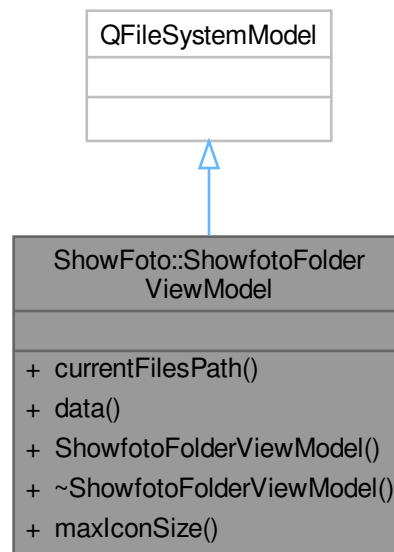 QFileSystemModel
ShowFoto::ShowfotoFolder
ViewModel
+ currentFilesPath()
+ data()
+ ShowfotoFolderViewModel()
+ ~ShowfotoFolderViewModel()
+ maxIconSize()